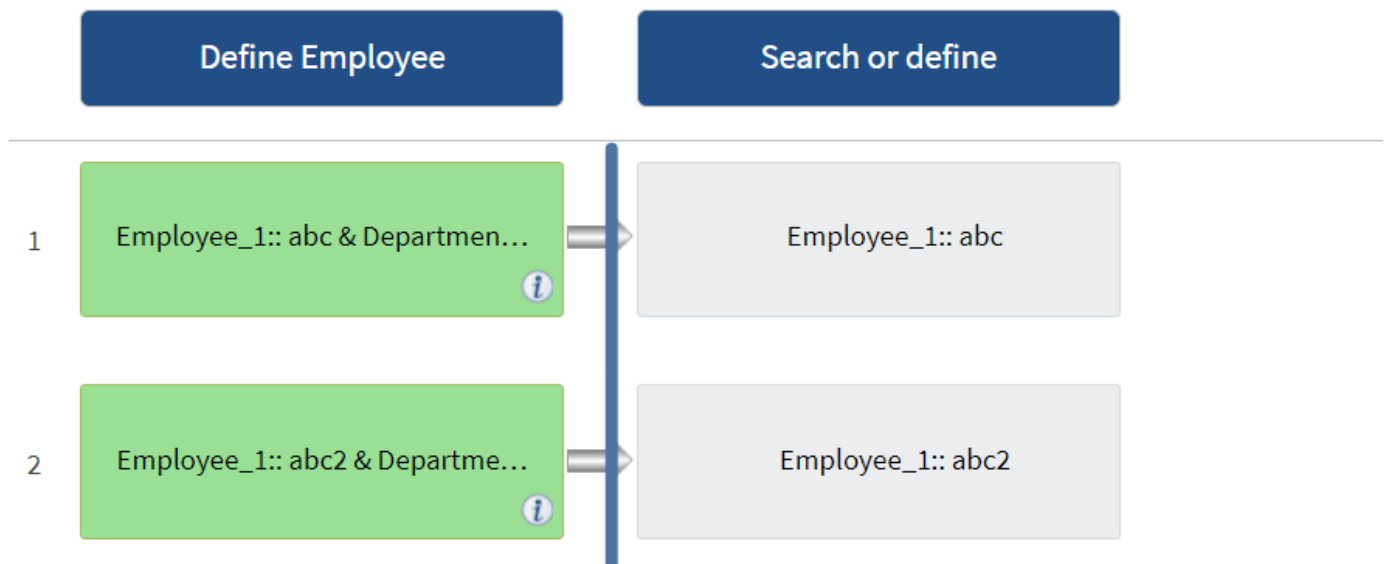 Define Employee
Search or define
1
Employee_1:: abc & Departmen...
Employee_1:: abc
i
2
Employee_1:: abc2 & Departme...
Employee_1:: abc2
i